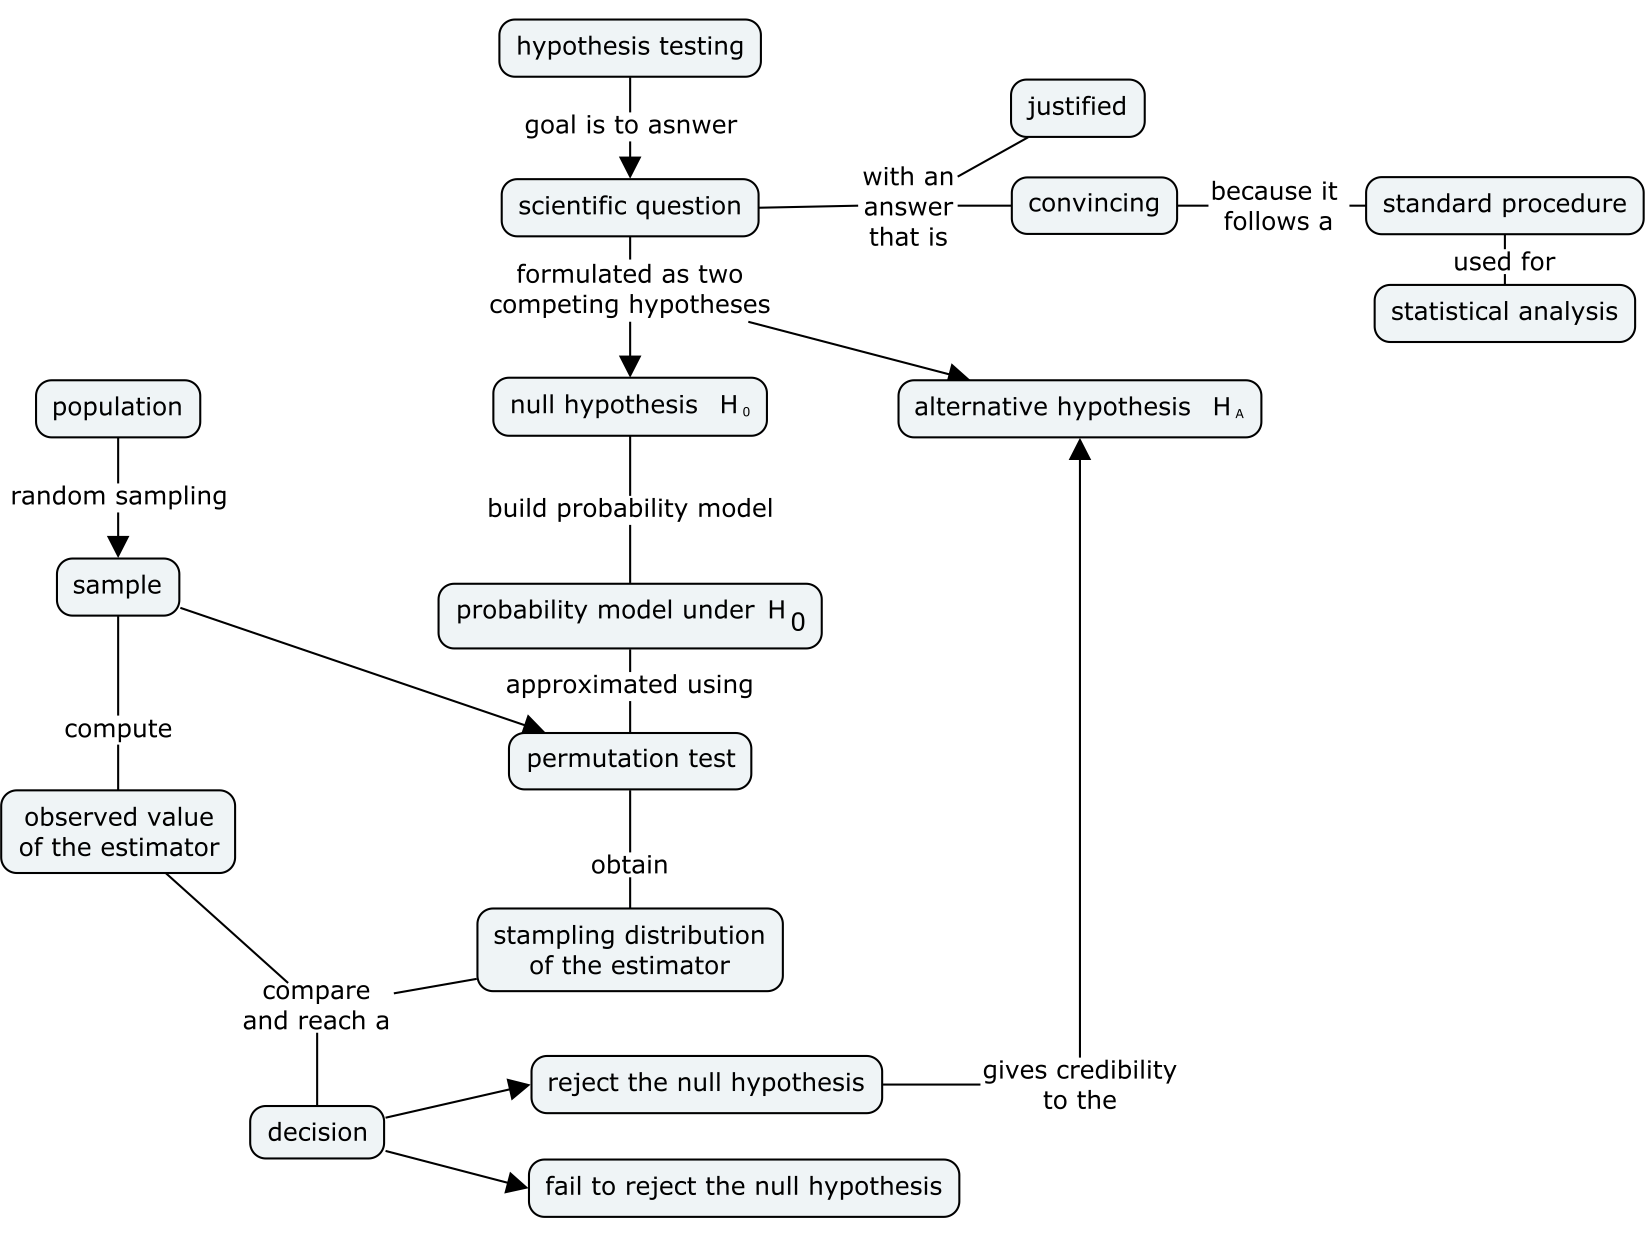 hypothesis testing
goal is to asnwer
scientific question
with an
answer
that is
justified
convincing
because it
follows a
standard procedure
used for
statistical analysis
formulated as two
competing hypotheses
null hypothesis H₀
alternative hypothesis Hₐ
population
random sampling
sample
build probability model
probability model under H₀
approximated using
permutation test
compute
observed value
of the estimator
obtain
stampling distribution
of the estimator
compare
and reach a
decision
reject the null hypothesis
gives credibility
to the
fail to reject the null hypothesis